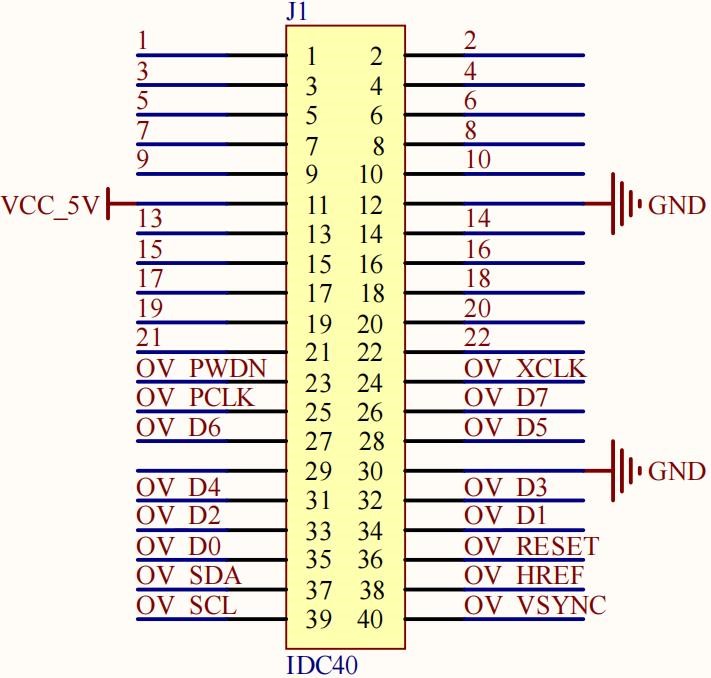 J1
1 1 2 2
3 3 4 4
5 5 6 6
7 7 8 8
9 9 10 10
VCC_5V 11 12 GND
13 13 14 14
15 15 16 16
17 17 18 18
19 19 20 20
21 21 22 22
OV PWDN 23 24 OV XCLK
OV PCLK 25 26 OV D7
OV D6 27 28 OV D5
29 30 GND
OV D4 31 32 OV D3
OV D2 33 34 OV D1
OV D0 35 36 OV RESET
OV SDA 37 38 OV HREF
OV SCL 39 40 OV VSYNC
IDC40